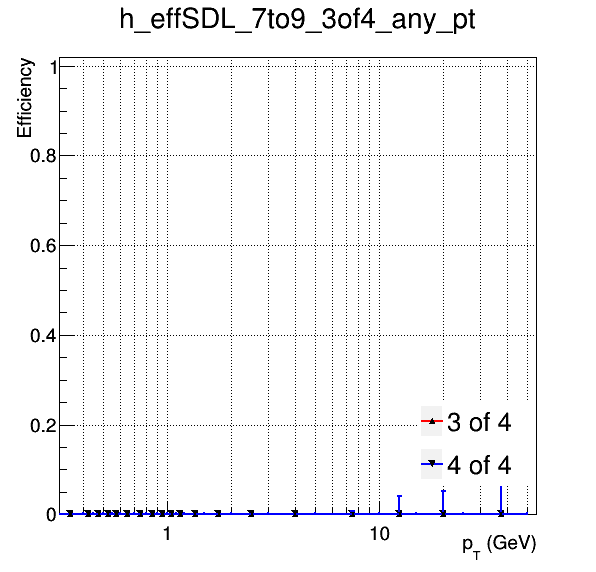 h_effSDL_7to9_3of4_any_pt
Efficiency
1
0.8
0.6
0.4
0.2
0
3 of 4
4 of 4
1
10
p_T (GeV)